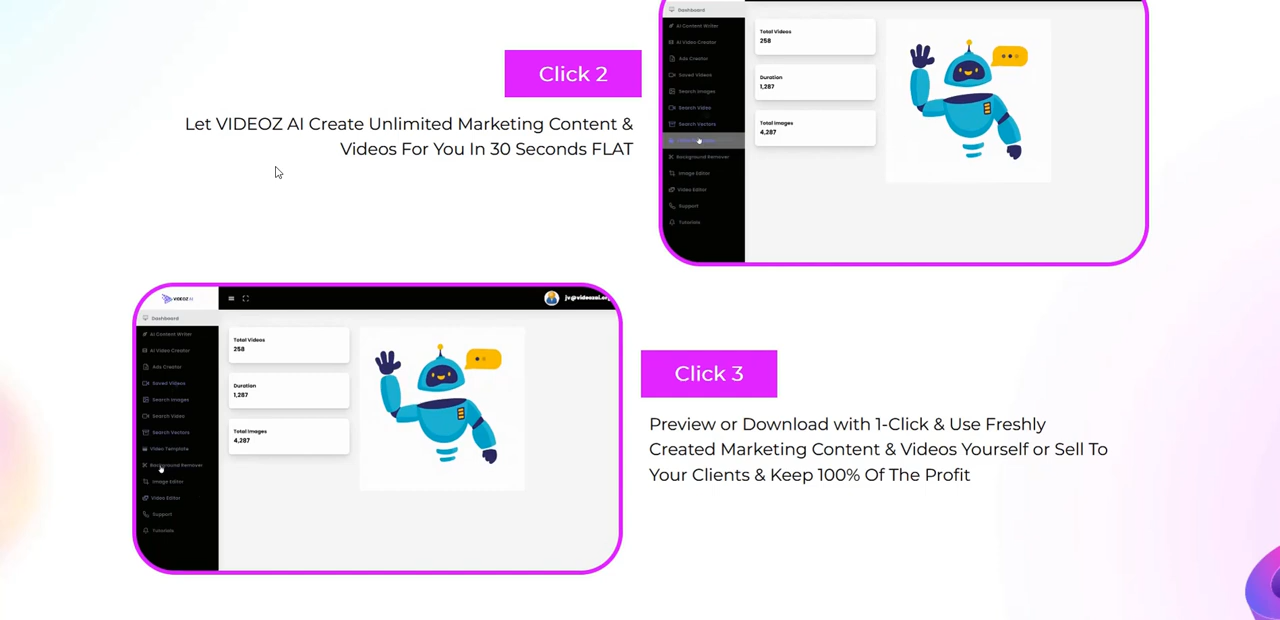 Click 2
Let VIDEOZ AI Create Unlimited Marketing Content &
Videos For You In 30 Seconds FLAT
Dashboard
AI Content Writer
AI Video Creator
Ads Creator
Saved Videos
Search Images
Search Video
Search Vectors
Background Remover
Image Editor
Video Editor
Support
Tutorials
Total Videos
258
Duration
1,287
Total Images
4,287
VIDEOZ AI
Dashboard
AI Content Writer
AI Video Creator
Ads Creator
Saved Videos
Search Images
Search Video
Search Vectors
Video Template
Background Remover
Image Editor
Video Editor
Support
Tutorials
jv@videozai.org
Total Videos
258
Duration
1,287
Total Images
4,287
Click 3
Preview or Download with 1-Click & Use Freshly
Created Marketing Content & Videos Yourself or Sell To
Your Clients & Keep 100% Of The Profit